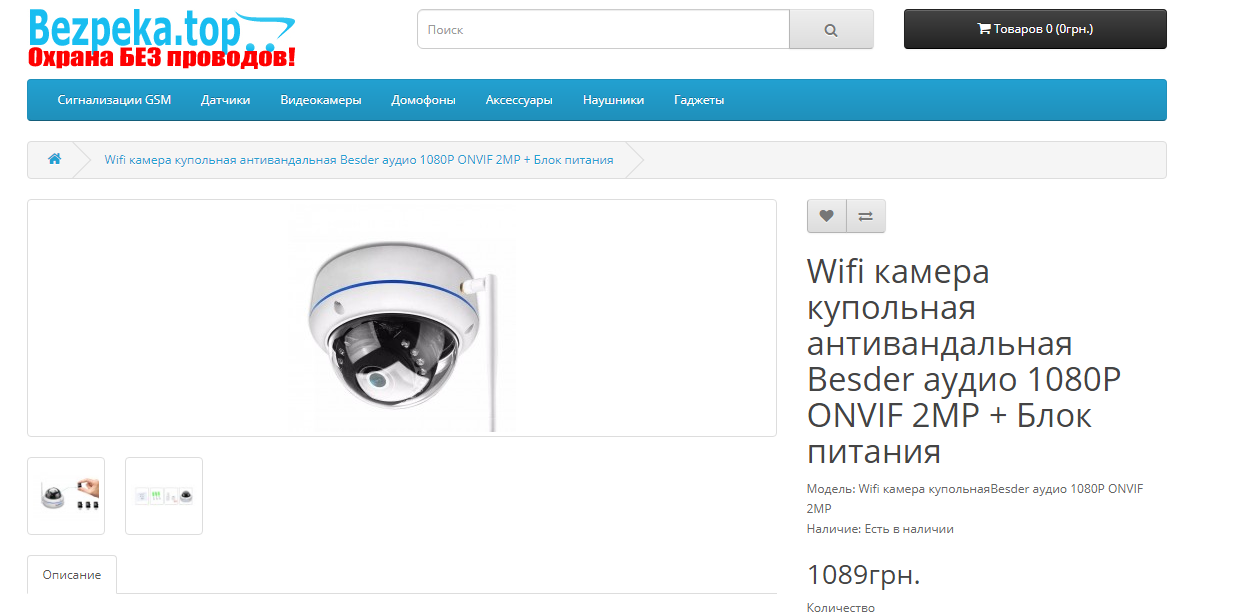 Bezpeka.top
Охрана БЕЗ проводов!
Поиск
Товаров 0 (0грн.)
Сигнализации GSM Датчики Видеокамеры Домофоны Аксессуары Наушники Гаджеты
Wifi камера купольная антивандальная Besder аудио 1080P ONVIF 2MP + Блок питания
Wifi камера
купольная
антивандальная
Besder аудио 1080P
ONVIF 2MP + Блок
питания
Модель: Wifi камера купольнаяBesder аудио 1080P ONVIF
2MP
Наличие: Есть в наличии
1089грн.
Количество
Описание